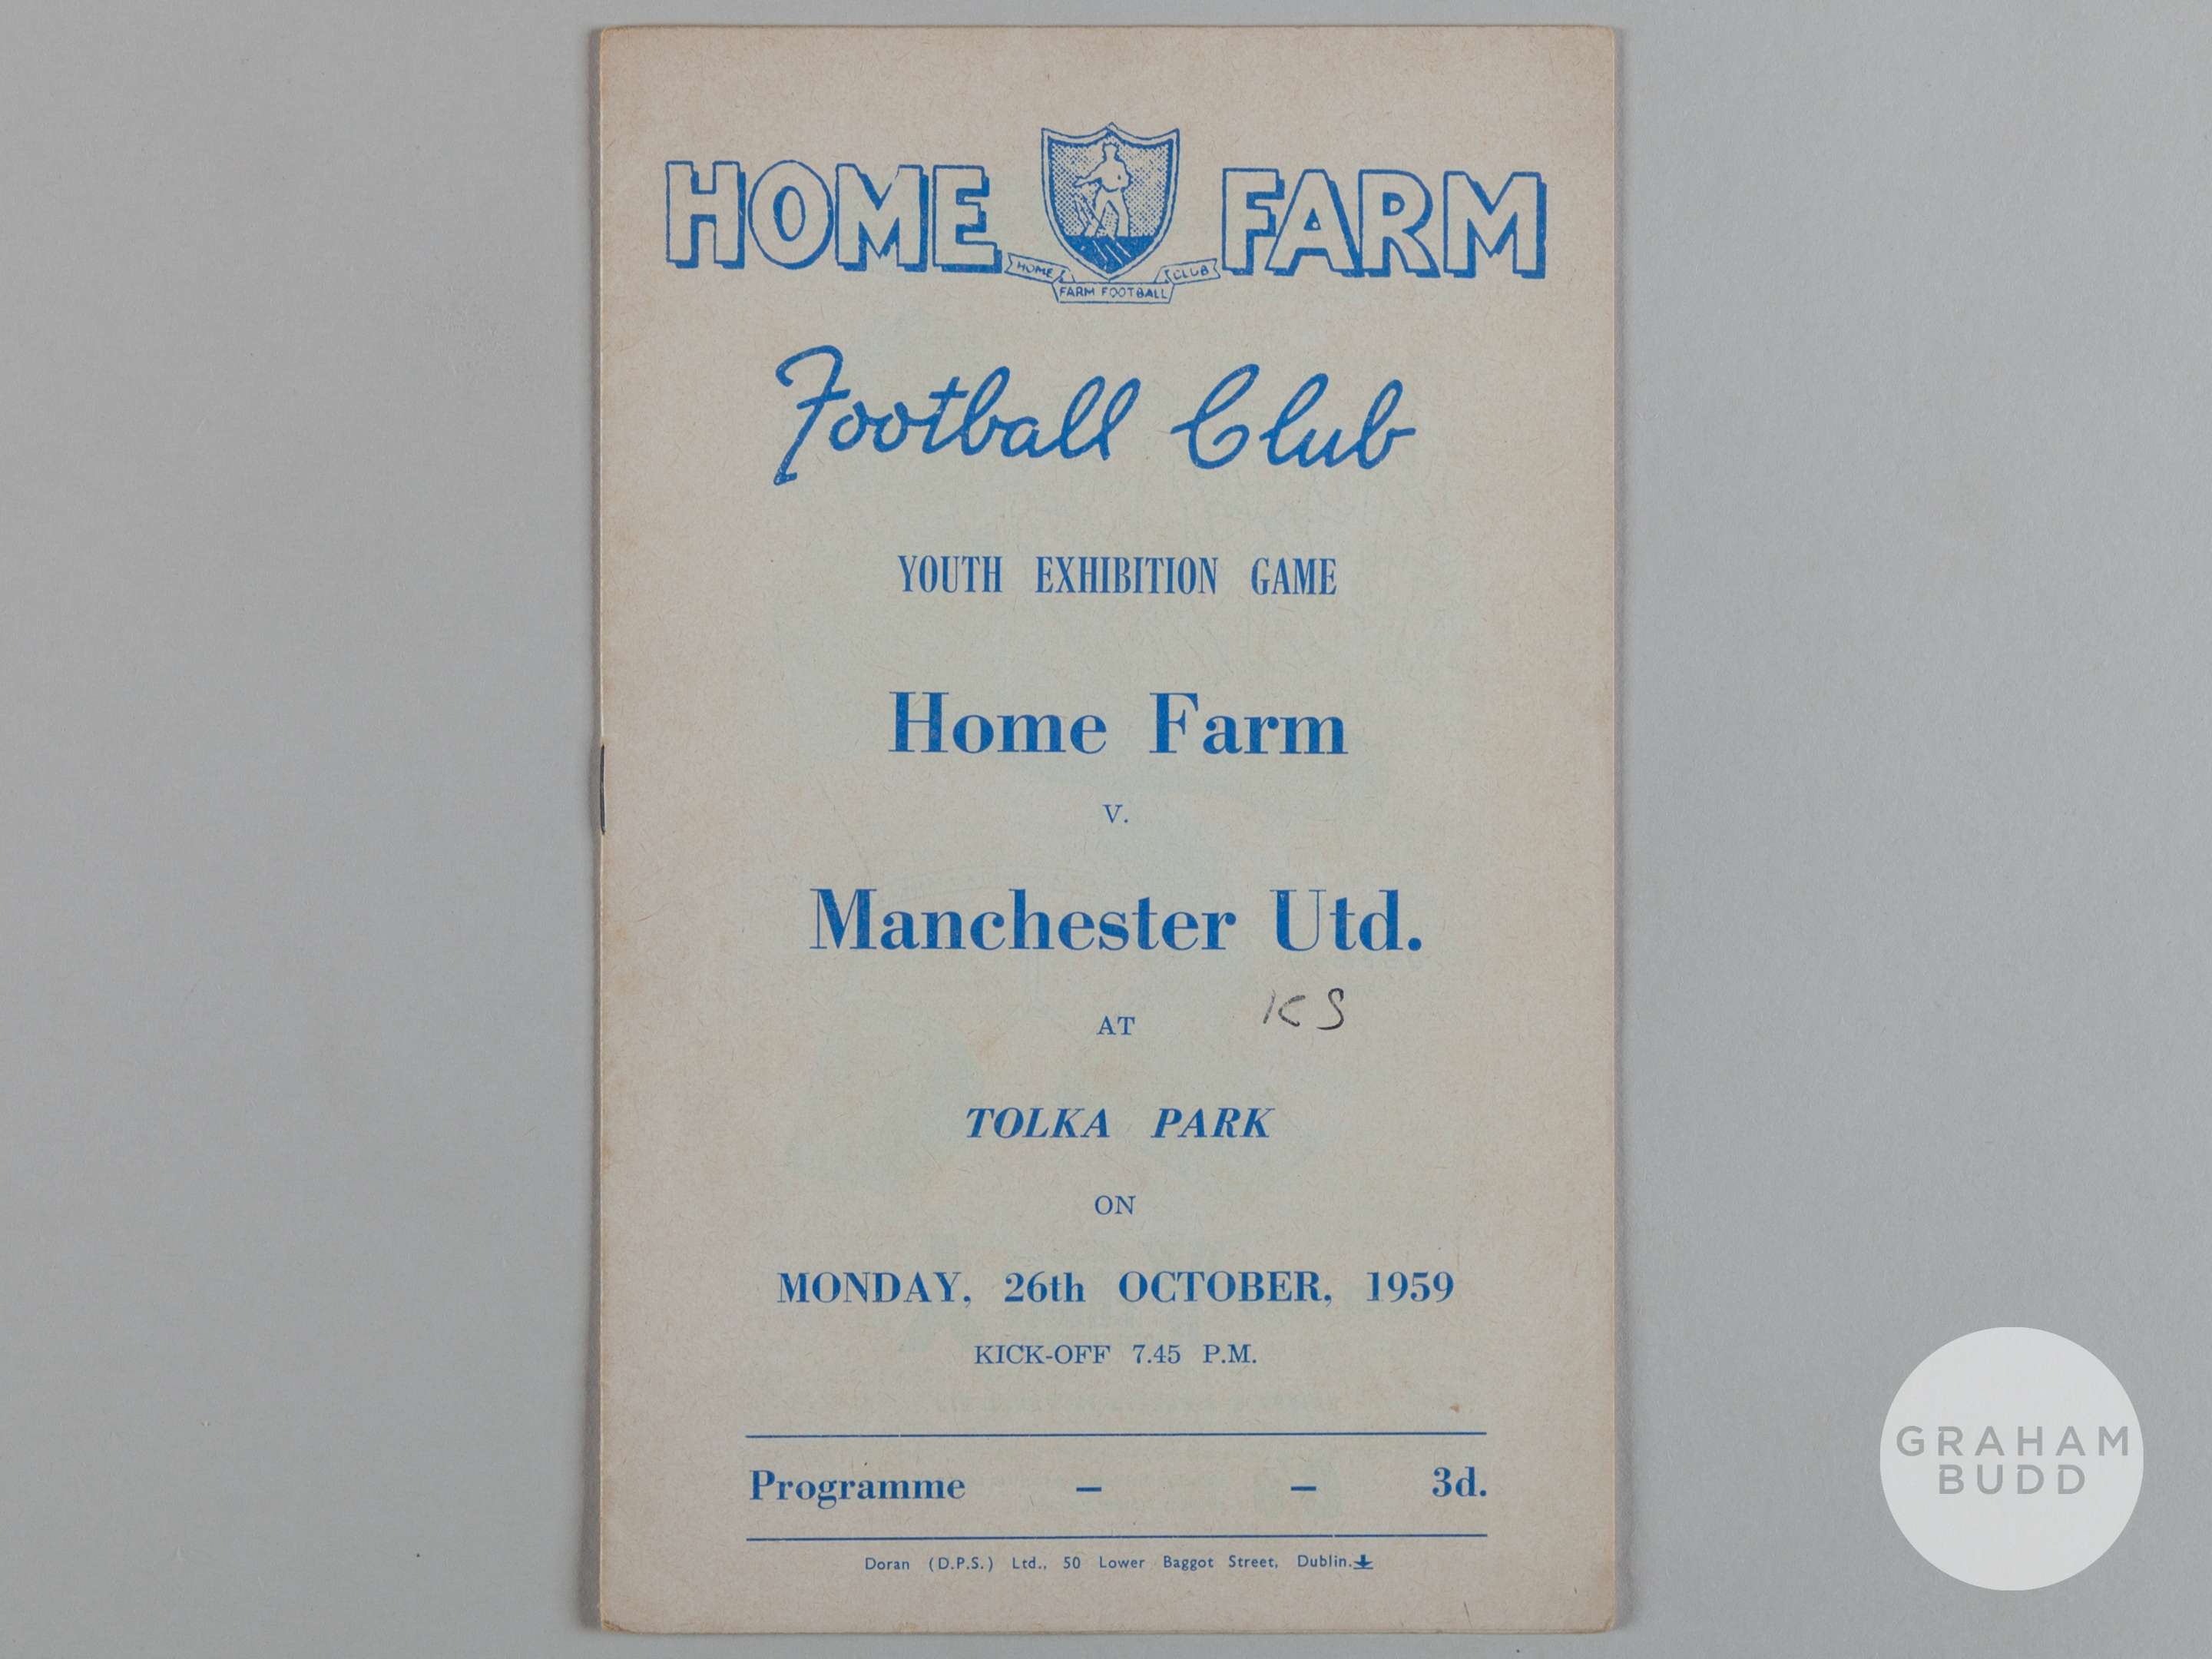 HOME FARM
HOME FARM FOOTBALL CLUB
Football Club
YOUTH EXHIBITION GAME
Home Farm
v.
Manchester Utd.
KS
AT
TOLKA PARK
ON
MONDAY, 26th OCTOBER, 1959
KICK-OFF 7.45 P.M.
Programme - - 3d.
Doran (D.P.S.) Ltd., 50 Lower Baggot Street, Dublin.
GRAHAM
BUDD